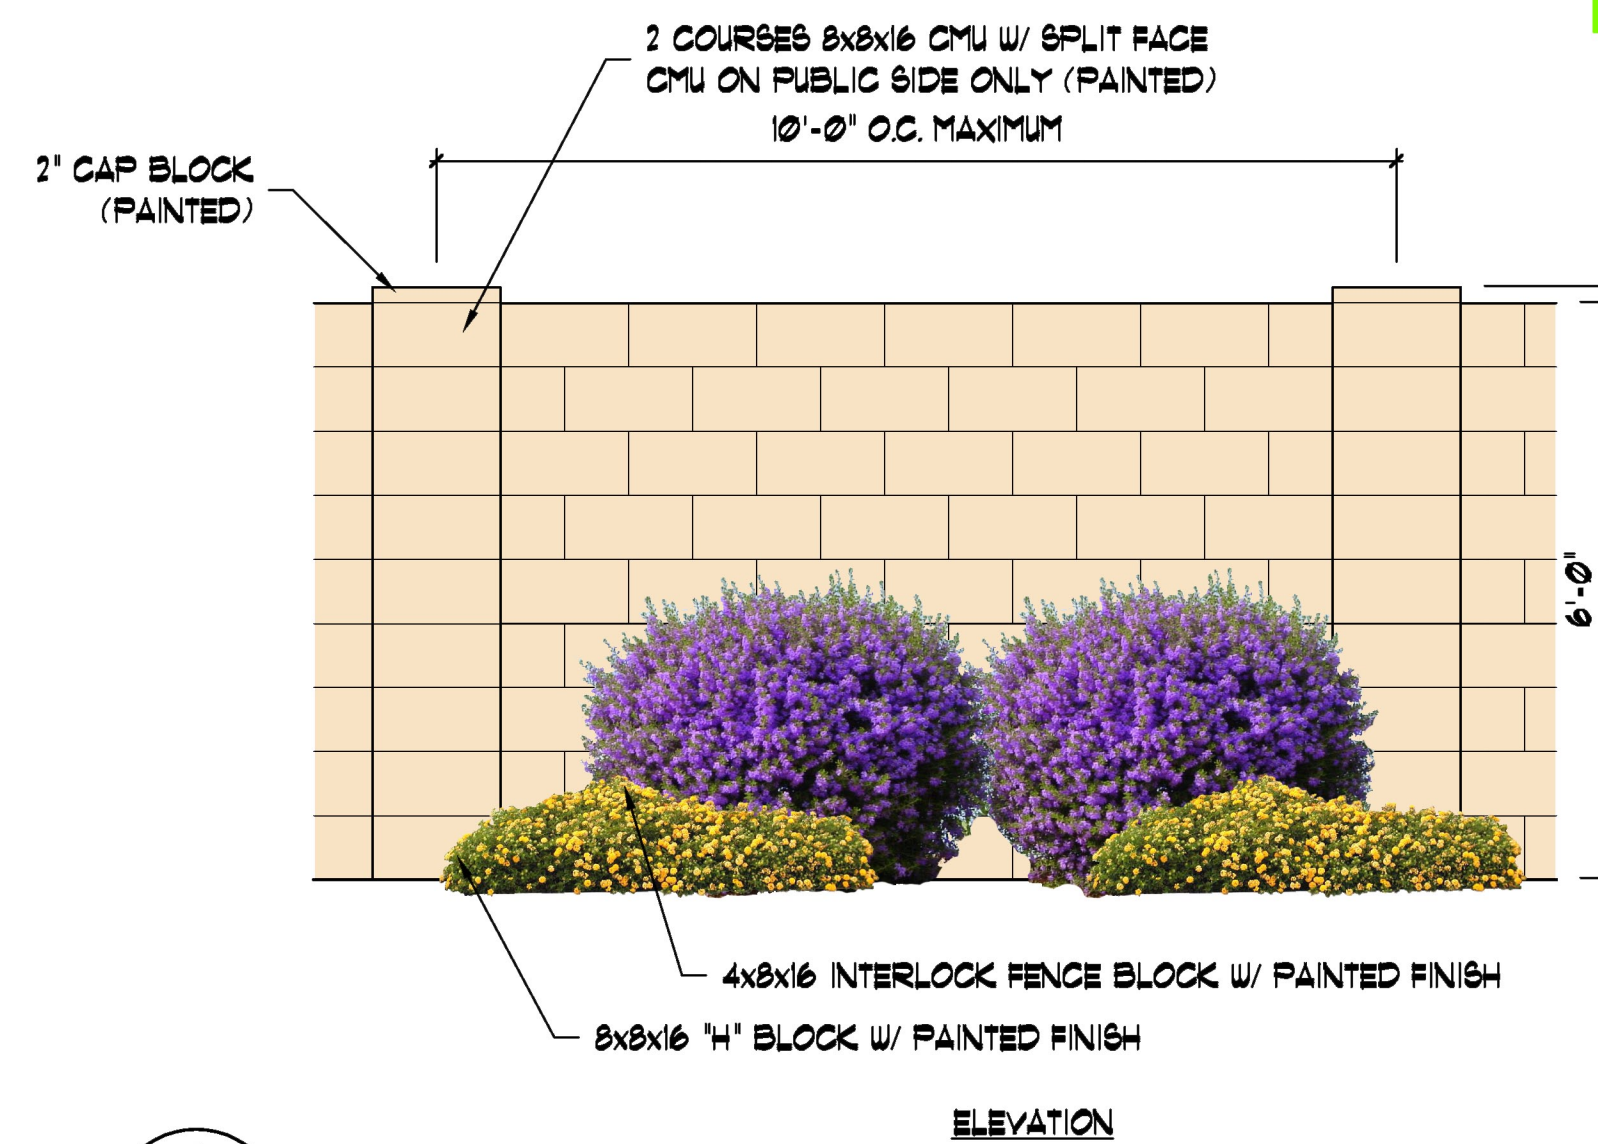 2 COURSES 8x8x16 CMU W/ SPLIT FACE
CMU ON PUBLIC SIDE ONLY (PAINTED)
10'-0" O.C. MAXIMUM
2" CAP BLOCK
(PAINTED)
6'-0"
4x8x16 INTERLOCK FENCE BLOCK W/ PAINTED FINISH
8x8x16 "H" BLOCK W/ PAINTED FINISH
ELEVATION